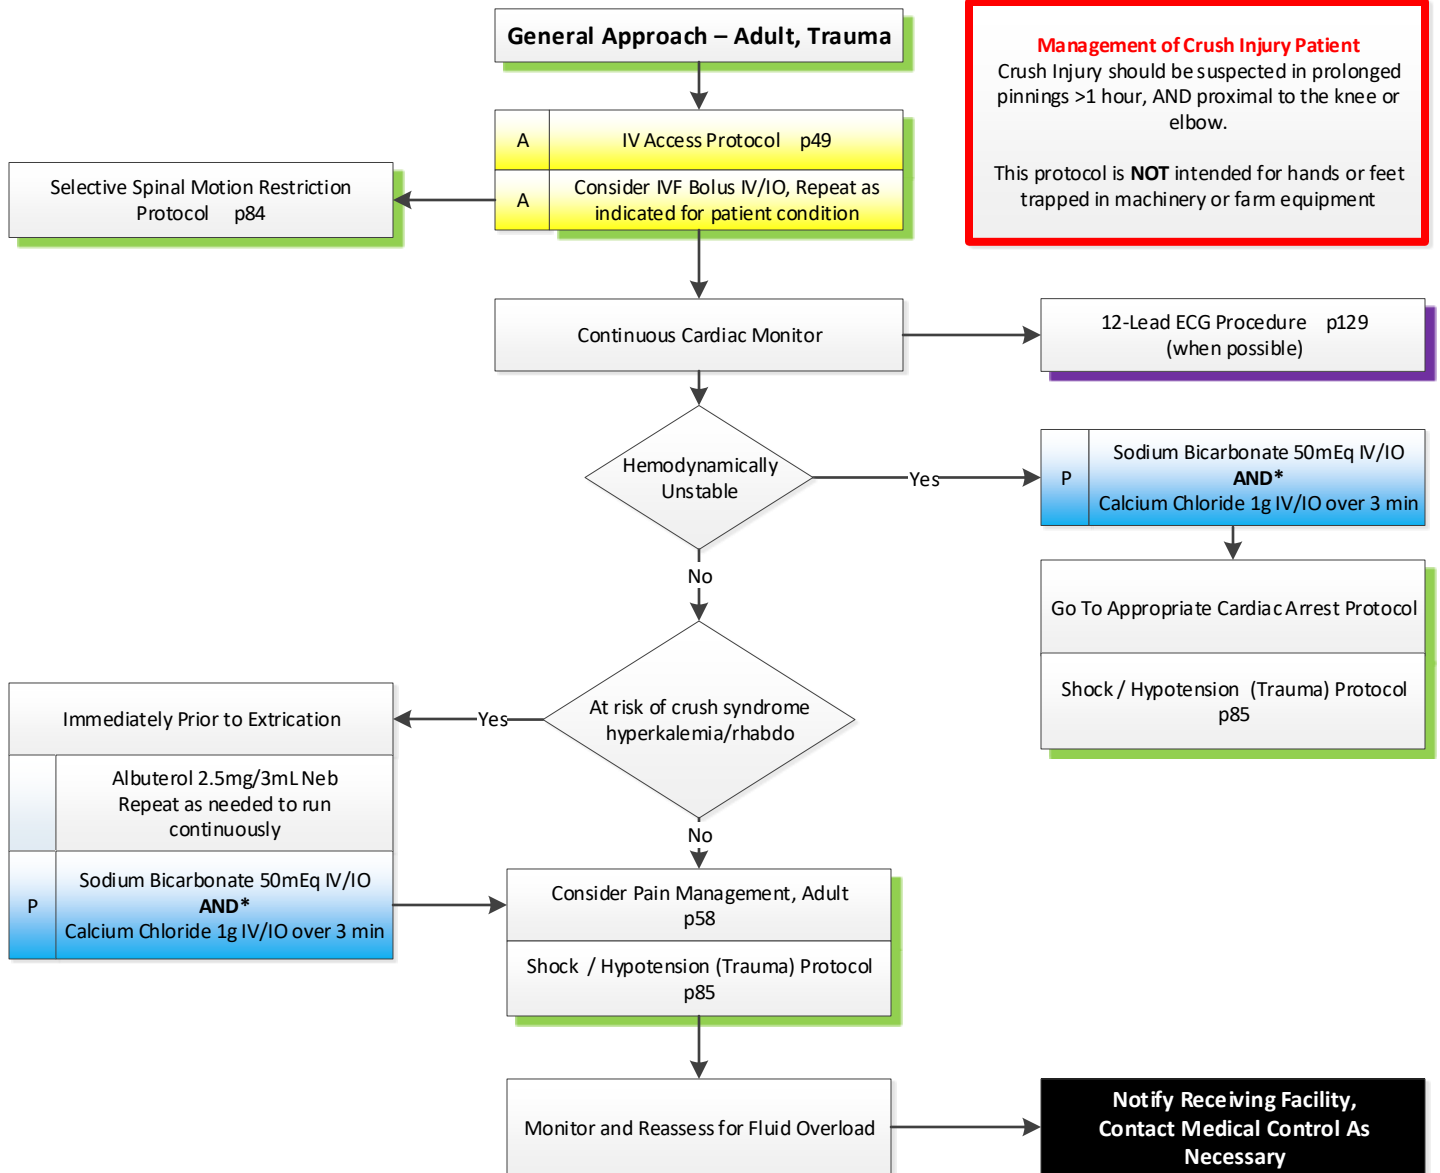 General Approach – Adult, Trauma
Management of Crush Injury Patient
Crush Injury should be suspected in prolonged
pinnings >1 hour, AND proximal to the knee or
elbow.
This protocol is NOT intended for hands or feet
trapped in machinery or farm equipment
A
IV Access Protocol p49
A
Consider IVF Bolus IV/IO, Repeat as
indicated for patient condition
Selective Spinal Motion Restriction
Protocol p84
Continuous Cardiac Monitor
12-Lead ECG Procedure p129
(when possible)
Hemodynamically
Unstable
Yes
P
Sodium Bicarbonate 50mEq IV/IO
AND*
Calcium Chloride 1g IV/IO over 3 min
No
Go To Appropriate Cardiac Arrest Protocol
Shock / Hypotension (Trauma) Protocol
p85
At risk of crush syndrome
hyperkalemia/rhabdo
Yes
Immediately Prior to Extrication
Albuterol 2.5mg/3mL Neb
Repeat as needed to run
continuously
P
Sodium Bicarbonate 50mEq IV/IO
AND*
Calcium Chloride 1g IV/IO over 3 min
No
Consider Pain Management, Adult
p58
Shock / Hypotension (Trauma) Protocol
p85
Monitor and Reassess for Fluid Overload
Notify Receiving Facility,
Contact Medical Control As
Necessary